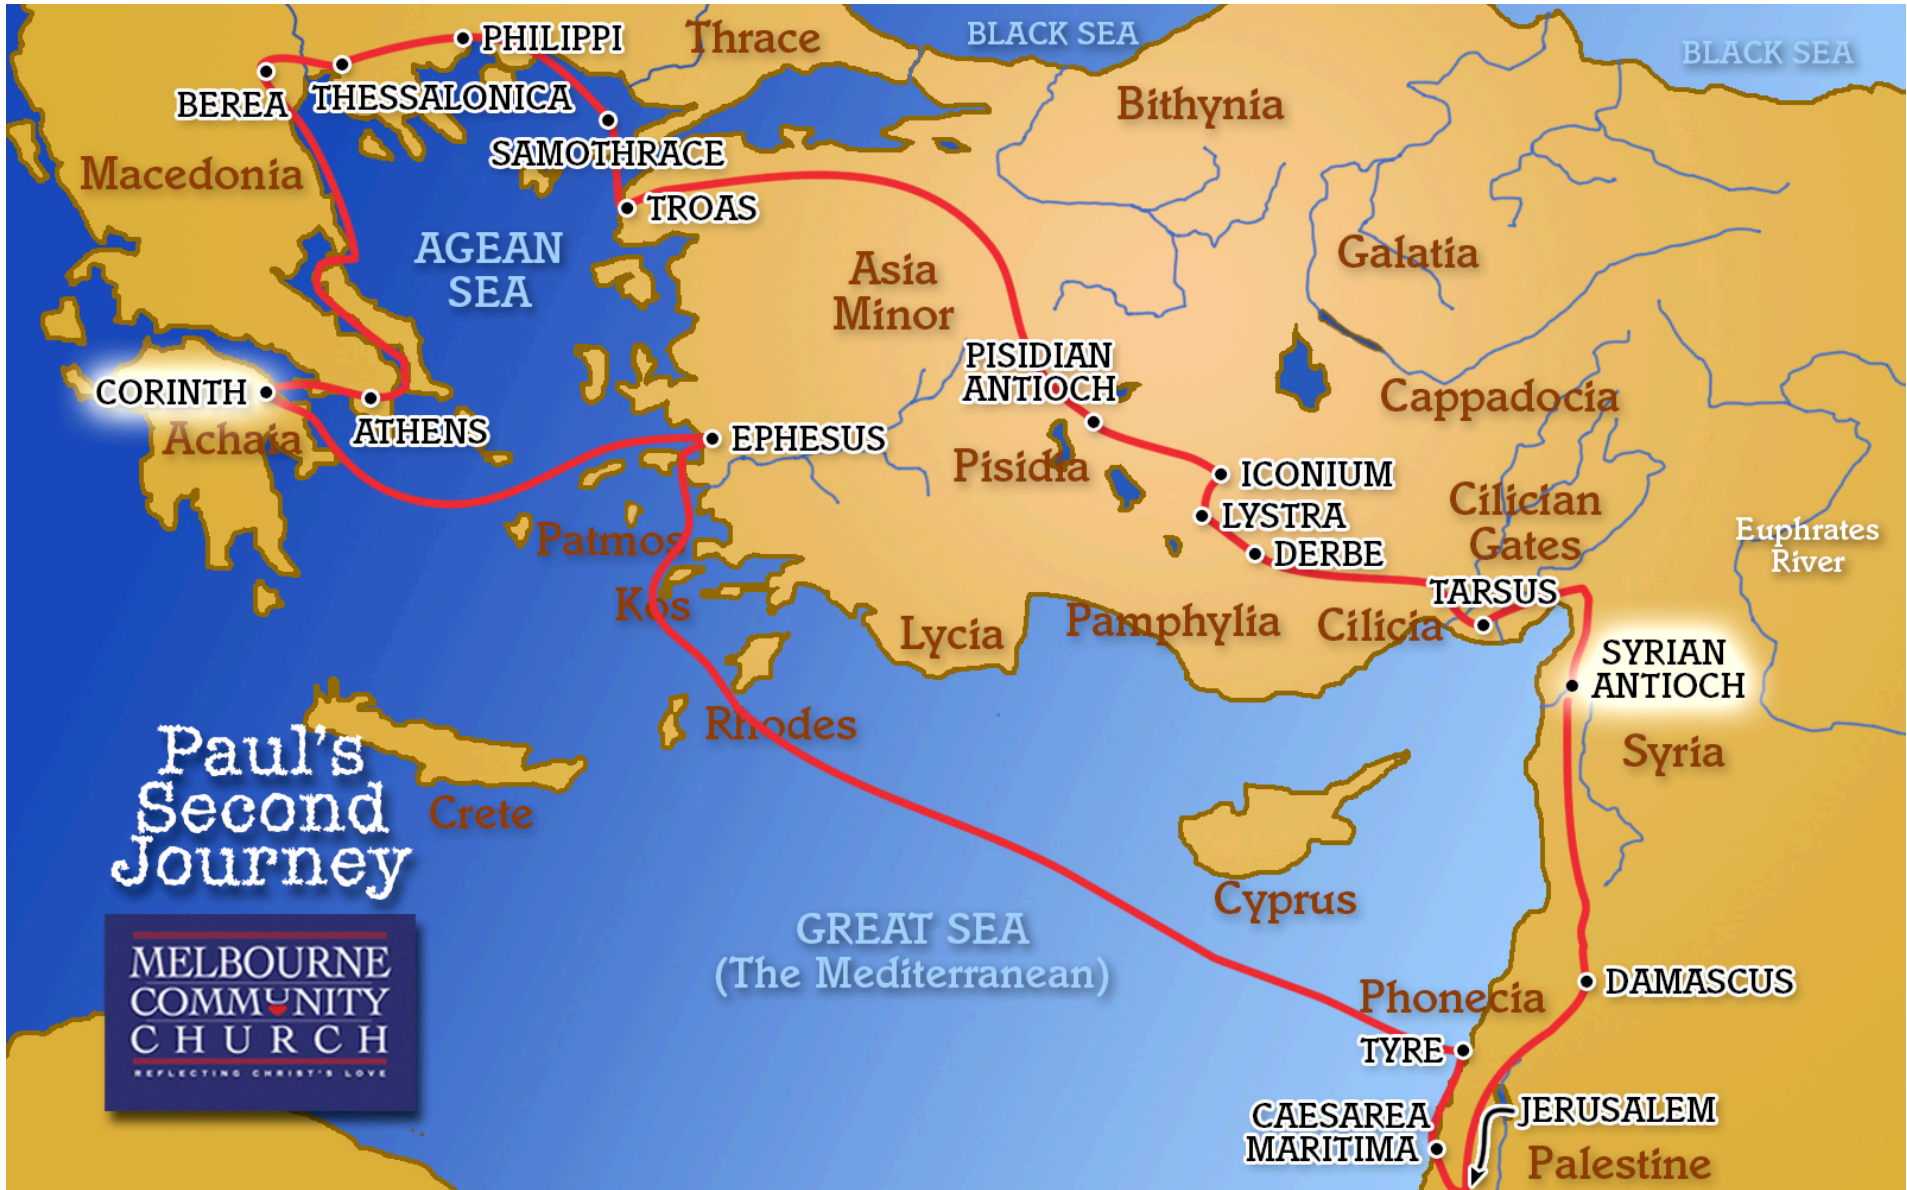 BLACK SEA
BLACK SEA
PHILIPPI
Thrace
BEREA
THESSALONICA
Bithynia
SAMOTHRACE
Macedonia
TROAS
AGEAN
SEA
Asia
Minor
Galatia
PISIDIAN
ANTIOCH
Cappadocia
CORINTH
ATHENS
Achaia
EPHESUS
Pisidia
ICONIUM
LYSTRA
DERBE
Cilician
Gates
Euphrates
River
Patmos
Kos
TARSUS
Lycia
Pamphylia
Cilicia
SYRIAN
ANTIOCH
Rhodes
Syria
Crete
Cyprus
Paul's
Second
Journey
GREAT SEA
(The Mediterranean)
MELBOURNE
COMMUNITY
CHURCH
REFLECTING CHRIST'S LOVE
Phonecia
DAMASCUS
TYRE
CAESAREA
MARITIMA
JERUSALEM
Palestine